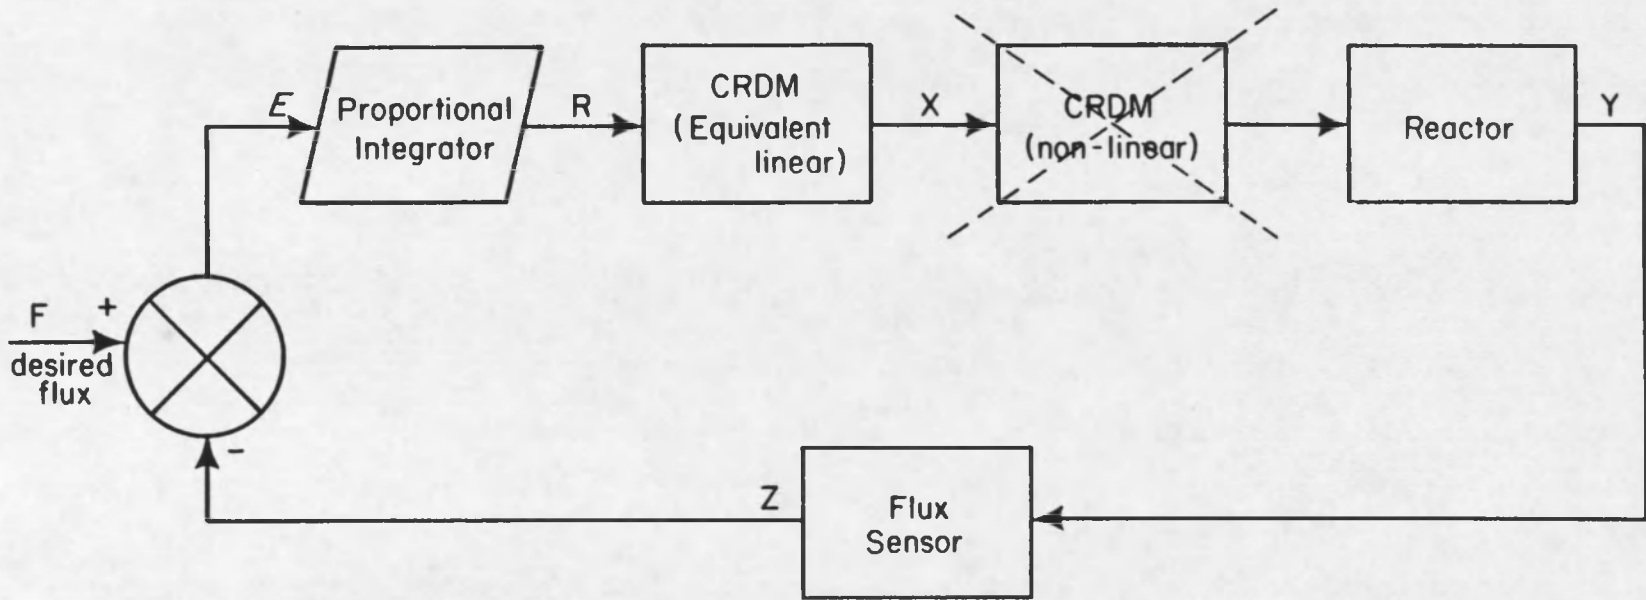 E
Proportional
Integrator
R
CRDM
(Equivalent
linear)
X
CRDM
(non-linear)
Reactor
Y
F
+
desired
flux
-
Z
Flux
Sensor